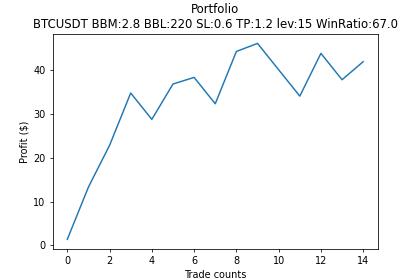 Portfolio
BTCUSDT BBM:2.8 BBL:220 SL:0.6 TP:1.2 lev:15 WinRatio:67.0
40
30
20
10
0
Profit ($)
0 2 4 6 8 10 12 14
Trade counts